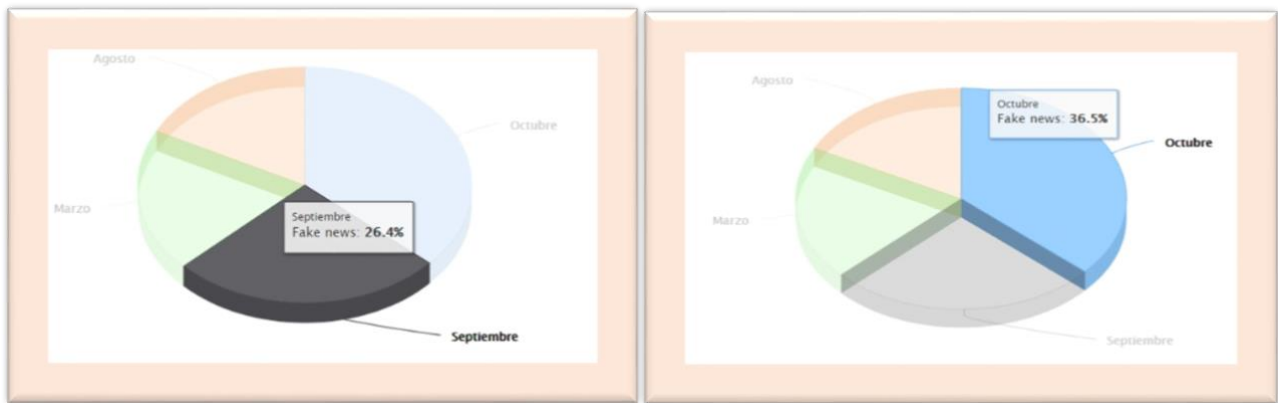 Agosto
Octubre
Marzo
Septiembre
Fake news: 26.4%
Septiembre
Agosto
Octubre
Fake news: 36.5%
Octubre
Marzo
Septiembre